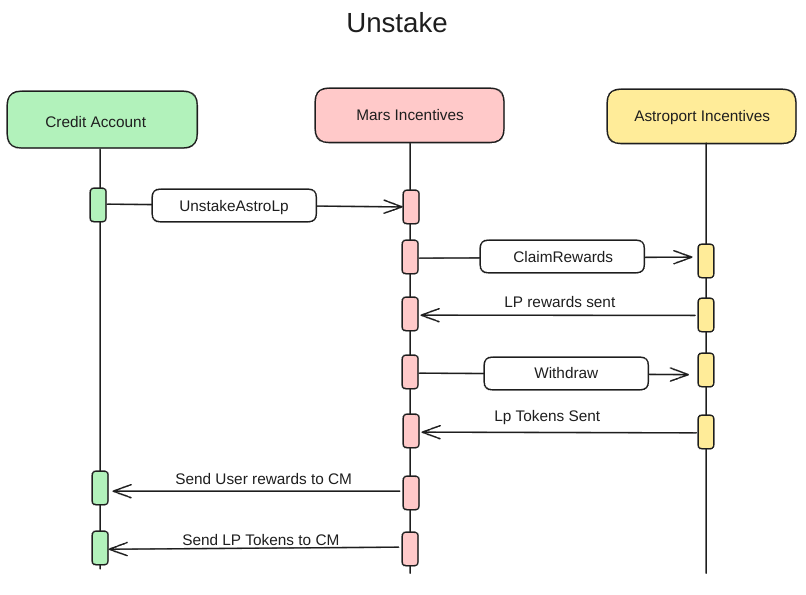 Unstake
Credit Account
Mars Incentives
Astroport Incentives
UnstakeAstroLp
ClaimRewards
LP rewards sent
Withdraw
Lp Tokens Sent
Send User rewards to CM
Send LP Tokens to CM